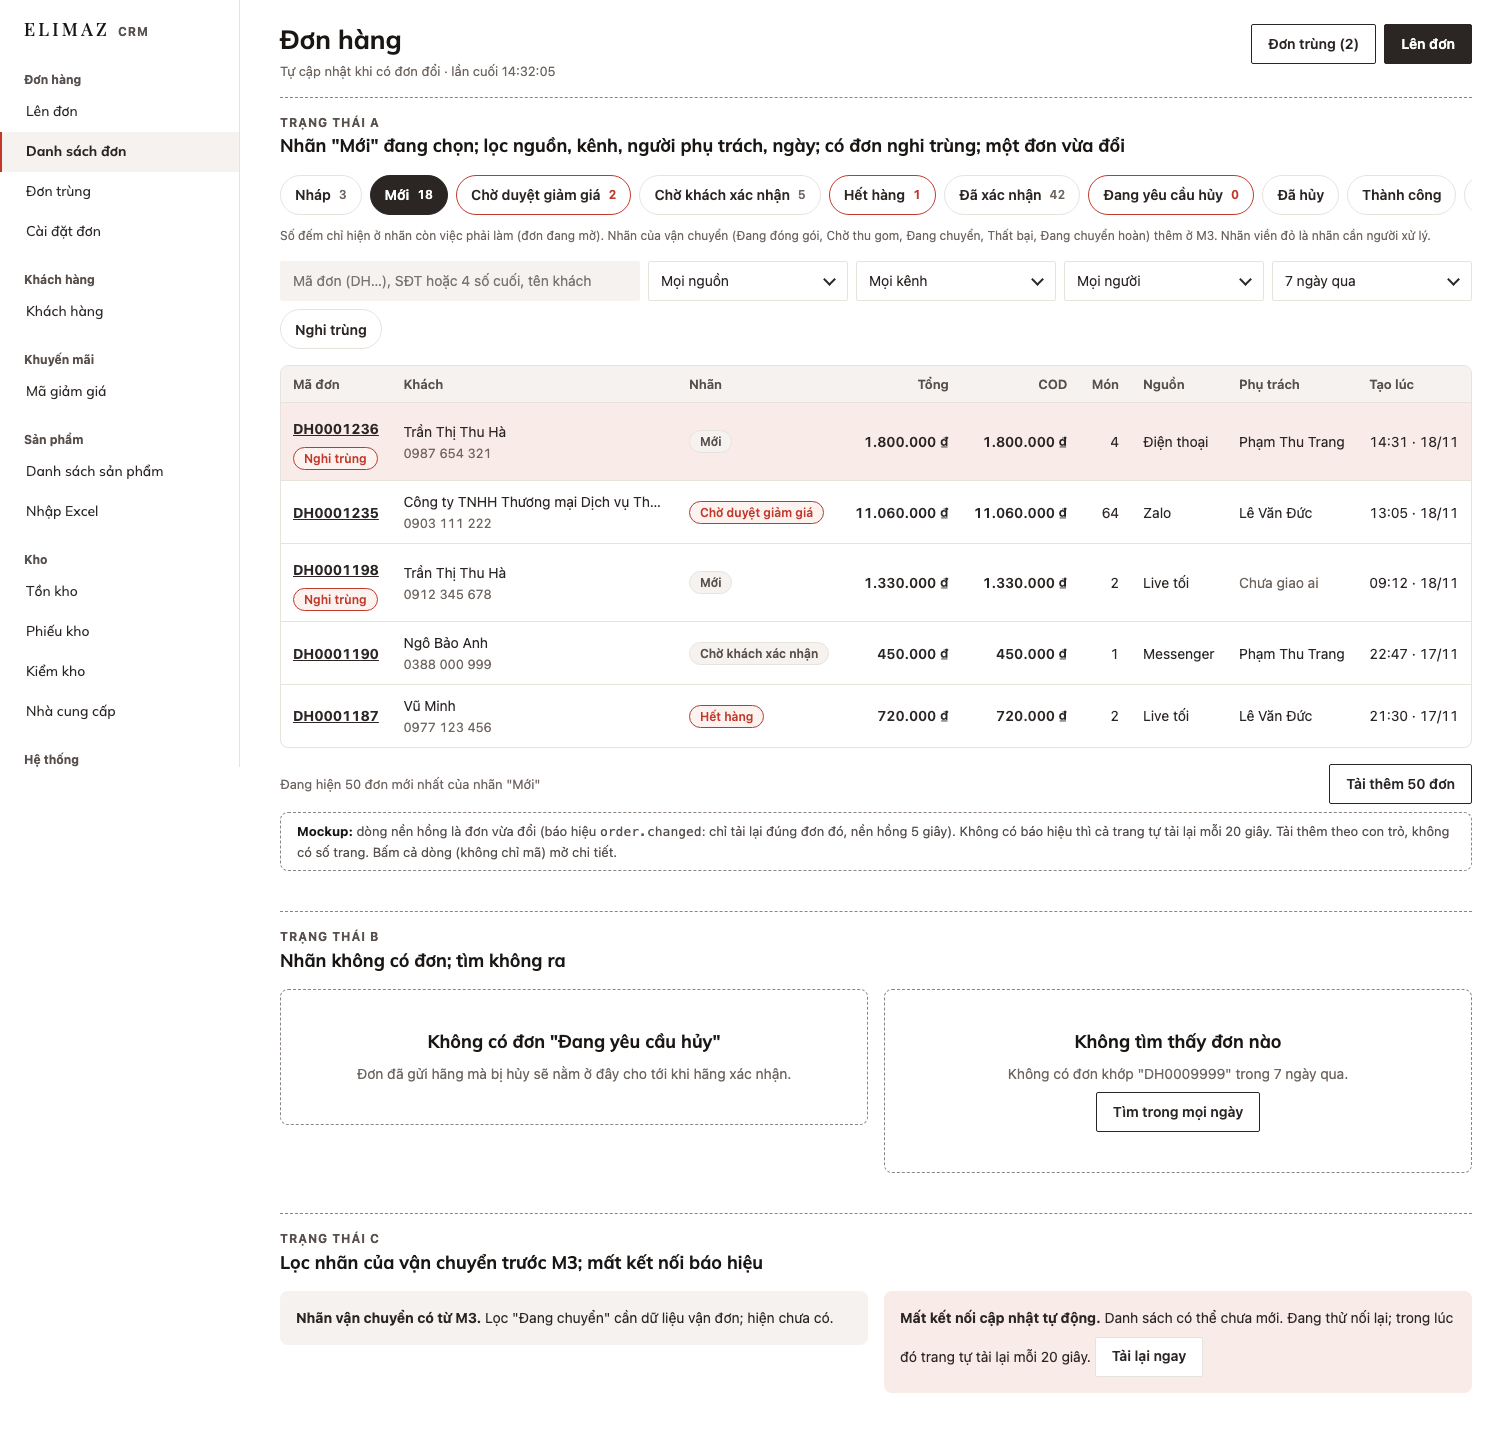 ELIMAZ CRM
Đơn hàng
Lên đơn
Danh sách đơn
Đơn trùng
Cài đặt đơn
Khách hàng
Khách hàng
Khuyến mãi
Mã giảm giá
Sản phẩm
Danh sách sản phẩm
Nhập Excel
Kho
Tồn kho
Phiếu kho
Kiểm kho
Nhà cung cấp
Hệ thống
Đơn hàng
Tự cập nhật khi có đơn đổi · lần cuối 14:32:05
Đơn trùng (2)
Lên đơn
TRẠNG THÁI A
Nhãn "Mới" đang chọn; lọc nguồn, kênh, người phụ trách, ngày; có đơn nghi trùng; một đơn vừa đổi
Nháp 3
Mới 18
Chờ duyệt giảm giá 2
Chờ khách xác nhận 5
Hết hàng 1
Đã xác nhận 42
Đang yêu cầu hủy 0
Đã hủy
Thành công
Số đếm chỉ hiện ở nhãn còn việc phải làm (đơn đang mở). Nhãn của vận chuyển (Đang đóng gói, Chờ thu gom, Đang chuyển, Thất bại, Đang chuyển hoàn) thêm ở M3. Nhãn viền đỏ là nhãn cần người xử lý.
Mã đơn (DH...), SĐT hoặc 4 số cuối, tên khách
Mọi nguồn
Mọi kênh
Mọi người
7 ngày qua
Nghi trùng
Mã đơn Khách Nhãn Tổng COD Món Nguồn Phụ trách Tạo lúc
DH0001236
Nghi trùng
Trần Thị Thu Hà
0987 654 321
Mới 1.800.000 ₫ 1.800.000 ₫ 4 Điện thoại Phạm Thu Trang 14:31 · 18/11
DH0001235
Công ty TNHH Thương mại Dịch vụ Th...
0903 111 222
Chờ duyệt giảm giá 11.060.000 ₫ 11.060.000 ₫ 64 Zalo Lê Văn Đức 13:05 · 18/11
DH0001198
Nghi trùng
Trần Thị Thu Hà
0912 345 678
Mới 1.330.000 ₫ 1.330.000 ₫ 2 Live tối Chưa giao ai 09:12 · 18/11
DH0001190
Ngô Bảo Anh
0388 000 999
Chờ khách xác nhận 450.000 ₫ 450.000 ₫ 1 Messenger Phạm Thu Trang 22:47 · 17/11
DH0001187
Vũ Minh
0977 123 456
Hết hàng 720.000 ₫ 720.000 ₫ 2 Live tối Lê Văn Đức 21:30 · 17/11
Đang hiện 50 đơn mới nhất của nhãn "Mới"
Tải thêm 50 đơn
Mockup: dòng nền hồng là đơn vừa đổi (báo hiệu order.changed: chỉ tải lại đúng đơn đó, nền hồng 5 giây). Không có báo hiệu thì cả trang tự tải lại mỗi 20 giây. Tải thêm theo con trỏ, không
có số trang. Bấm cả dòng (không chỉ mã) mở chi tiết.
TRẠNG THÁI B
Nhãn không có đơn; tìm không ra
Không có đơn "Đang yêu cầu hủy"
Đơn đã gửi hãng mà bị hủy sẽ nằm ở đây cho tới khi hãng xác nhận.
Không tìm thấy đơn nào
Không có đơn khớp "DH0009999" trong 7 ngày qua.
Tìm trong mọi ngày
TRẠNG THÁI C
Lọc nhãn của vận chuyển trước M3; mất kết nối báo hiệu
Nhãn vận chuyển có từ M3. Lọc "Đang chuyển" cần dữ liệu vận đơn; hiện chưa có.
Mất kết nối cập nhật tự động. Danh sách có thể chưa mới. Đang thử nối lại; trong lúc
đó trang tự tải lại mỗi 20 giây. Tải lại ngay